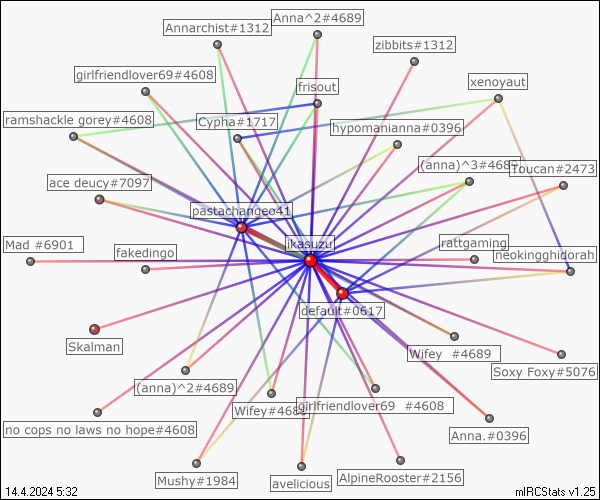 Anna^2#4689
Annarchist#1312
zibbits#1312
girlfriendlover69#4608
xenoyaut
frisout
ramshackle gorey#4608
Cypha#1717
hypomanianna#0396
(anna)^3#468
Toucan#2473
ace deucy#7097
pastachangeo41
Mad #6901
fakedingo
ikasuzu
rattgaming
neokingghidorah
default#0617
Skalman
Wifey #4689
Soxy Foxy#5076
(anna)^2#4689
Wifey#468
girlfriendlover69 #4608
no cops no laws no hope#4608
Anna.#0396
Mushy#1984
avelicious
AlpineRooster#2156
14.4.2024 5:32
mIRCStats v1.25